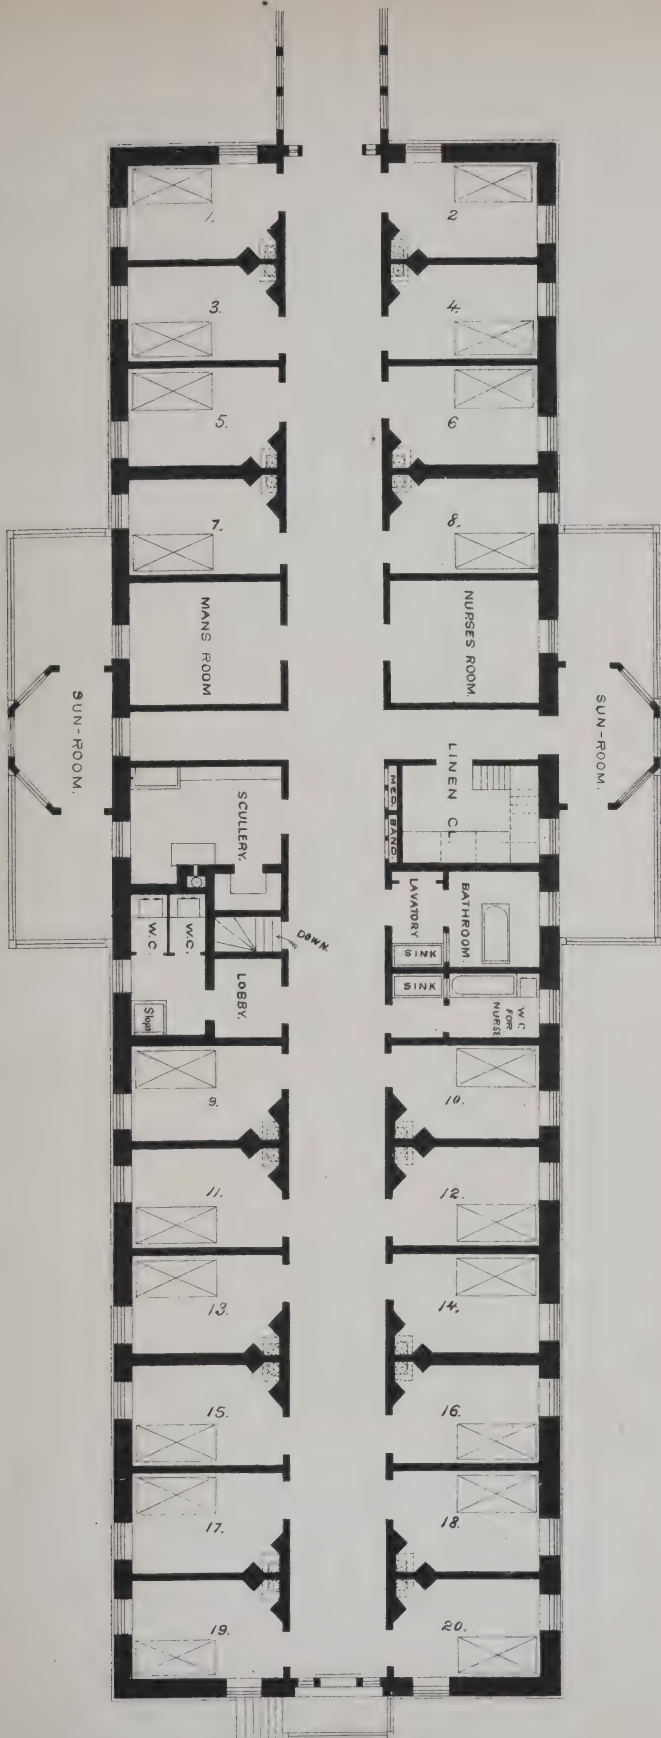 1.
2
3.
4.
5.
6
7.
8.
MANS ROOM
NURSES ROOM.
SUN-ROOM.
SUN-ROOM.
SCULLERY.
LINEN CL.
MED.
BAND.
W.C.
W.C.
DOWN.
LAVATORY
BATHROOM.
SINK
LOBBY.
Slops
SINK
W C
FOR
NURSE
9.
10.
11.
12.
13.
14.
15.
16.
17.
18.
19.
20.